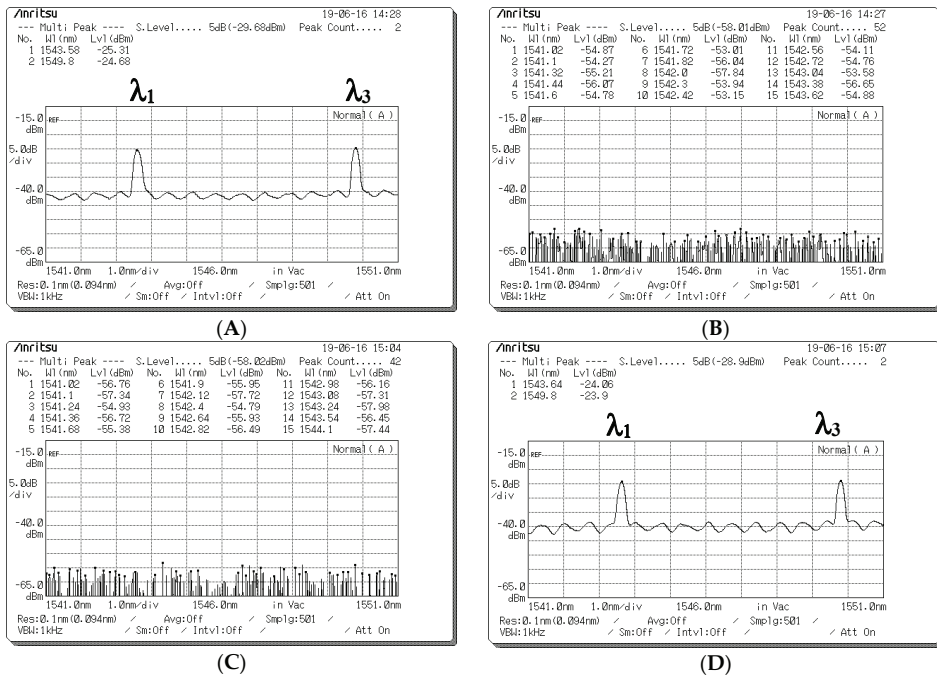 Anritsu 19-06-16 14:28
--- Multi Peak ---- S.Level..... 5dB(-29.68dBm) Peak Count..... 2
No. Wl(nm) Lvl(dBm)
1 1543.58 -25.31
2 1549.8 -24.68
λ1 λ3
Normal(A)
-15.0 REF
dBm
5.0dB
/div
-40.0
dBm
-65.0
dBm
1541.0nm 1.0nm/div 1546.0nm in Vac 1551.0nm
Res:0.1nm(0.094nm) / Avg:Off / Smplg:501 /
VBW:1kHz / Sm:Off / Intvl:Off / / Att On
(A)
Anritsu 19-06-16 14:27
--- Multi Peak ---- S.Level..... 5dB(-58.01dBm) Peak Count..... 52
No. Wl(nm) Lvl(dBm) No. Wl(nm) Lvl(dBm) No. Wl(nm) Lvl(dBm)
1 1541.02 -54.87 6 1541.72 -53.01 11 1542.56 -54.11
2 1541.1 -54.27 7 1541.82 -56.04 12 1542.72 -54.76
3 1541.32 -55.21 8 1542.0 -57.84 13 1543.04 -53.58
4 1541.44 -56.07 9 1542.3 -53.94 14 1543.38 -56.65
5 1541.6 -54.78 10 1542.42 -53.15 15 1543.62 -54.88
Normal(A)
-15.0 REF
dBm
5.0dB
/div
-40.0
dBm
-65.0
dBm
1541.0nm 1.0nm/div 1546.0nm in Vac 1551.0nm
Res:0.1nm(0.094nm) / Avg:Off / Smplg:501 /
VBW:1kHz / Sm:Off / Intvl:Off / / Att On
(B)
Anritsu 19-06-16 15:04
--- Multi Peak ---- S.Level..... 5dB(-58.02dBm) Peak Count..... 42
No. Wl(nm) Lvl(dBm) No. Wl(nm) Lvl(dBm) No. Wl(nm) Lvl(dBm)
1 1541.02 -56.76 6 1541.9 -55.95 11 1542.98 -56.16
2 1541.1 -57.34 7 1542.12 -57.72 12 1543.08 -57.31
3 1541.24 -54.93 8 1542.4 -54.79 13 1543.24 -57.98
4 1541.36 -56.72 9 1542.64 -55.93 14 1543.54 -56.45
5 1541.68 -55.38 10 1542.82 -56.49 15 1544.1 -57.44
Normal(A)
-15.0 REF
dBm
5.0dB
/div
-40.0
dBm
-65.0
dBm
1541.0nm 1.0nm/div 1546.0nm in Vac 1551.0nm
Res:0.1nm(0.094nm) / Avg:Off / Smplg:501 /
VBW:1kHz / Sm:Off / Intvl:Off / / Att On
(C)
Anritsu 19-06-16 15:07
--- Multi Peak ---- S.Level..... 5dB(-28.9dBm) Peak Count..... 2
No. Wl(nm) Lvl(dBm)
1 1543.64 -24.06
2 1549.8 -23.9
λ1 λ3
Normal(A)
-15.0 REF
dBm
5.0dB
/div
-40.0
dBm
-65.0
dBm
1541.0nm 1.0nm/div 1546.0nm in Vac 1551.0nm
Res:0.1nm(0.094nm) / Avg:Off / Smplg:501 /
VBW:1kHz / Sm:Off / Intvl:Off / / Att On
(D)